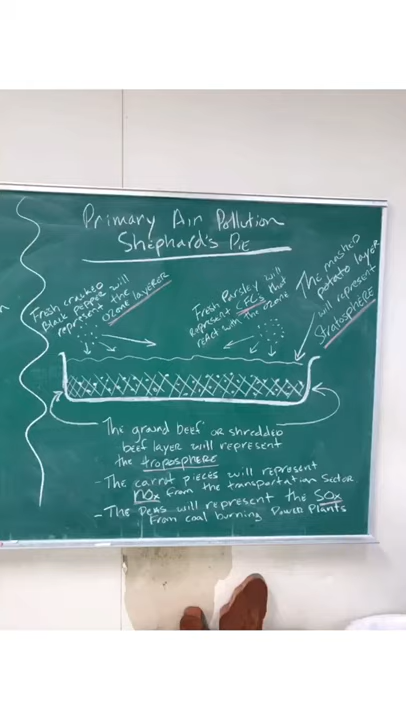 Primary Air Pollution
Shephard's Pie
Fresh cracked
Black pepper will
represent the
ozone layerer
Fresh Parsley will
represent CFCs that
react with the ozone
The mashed
potato layer
will represent
Stratosphere
The ground beef or shredded
beef layer will represent
the troposphere
- The carrot pieces will represent
NOx from the transportation Sector
- The peas will represent the SOx
From coal burning Power Plants